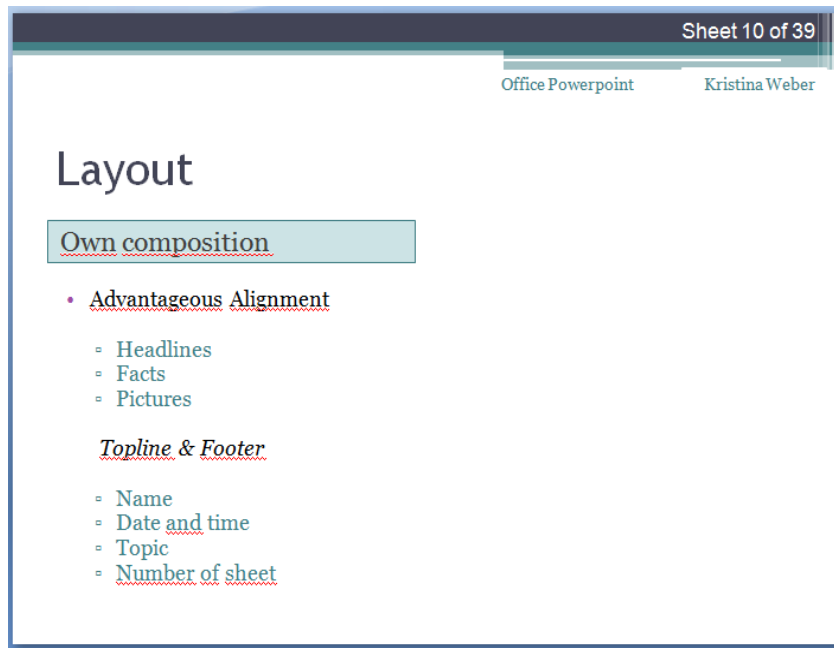 Sheet 10 of 39
Office Powerpoint Kristina Weber
Layout
Own composition
• Advantageous Alignment
▫ Headlines
▫ Facts
▫ Pictures
Topline & Footer
▫ Name
▫ Date and time
▫ Topic
▫ Number of sheet